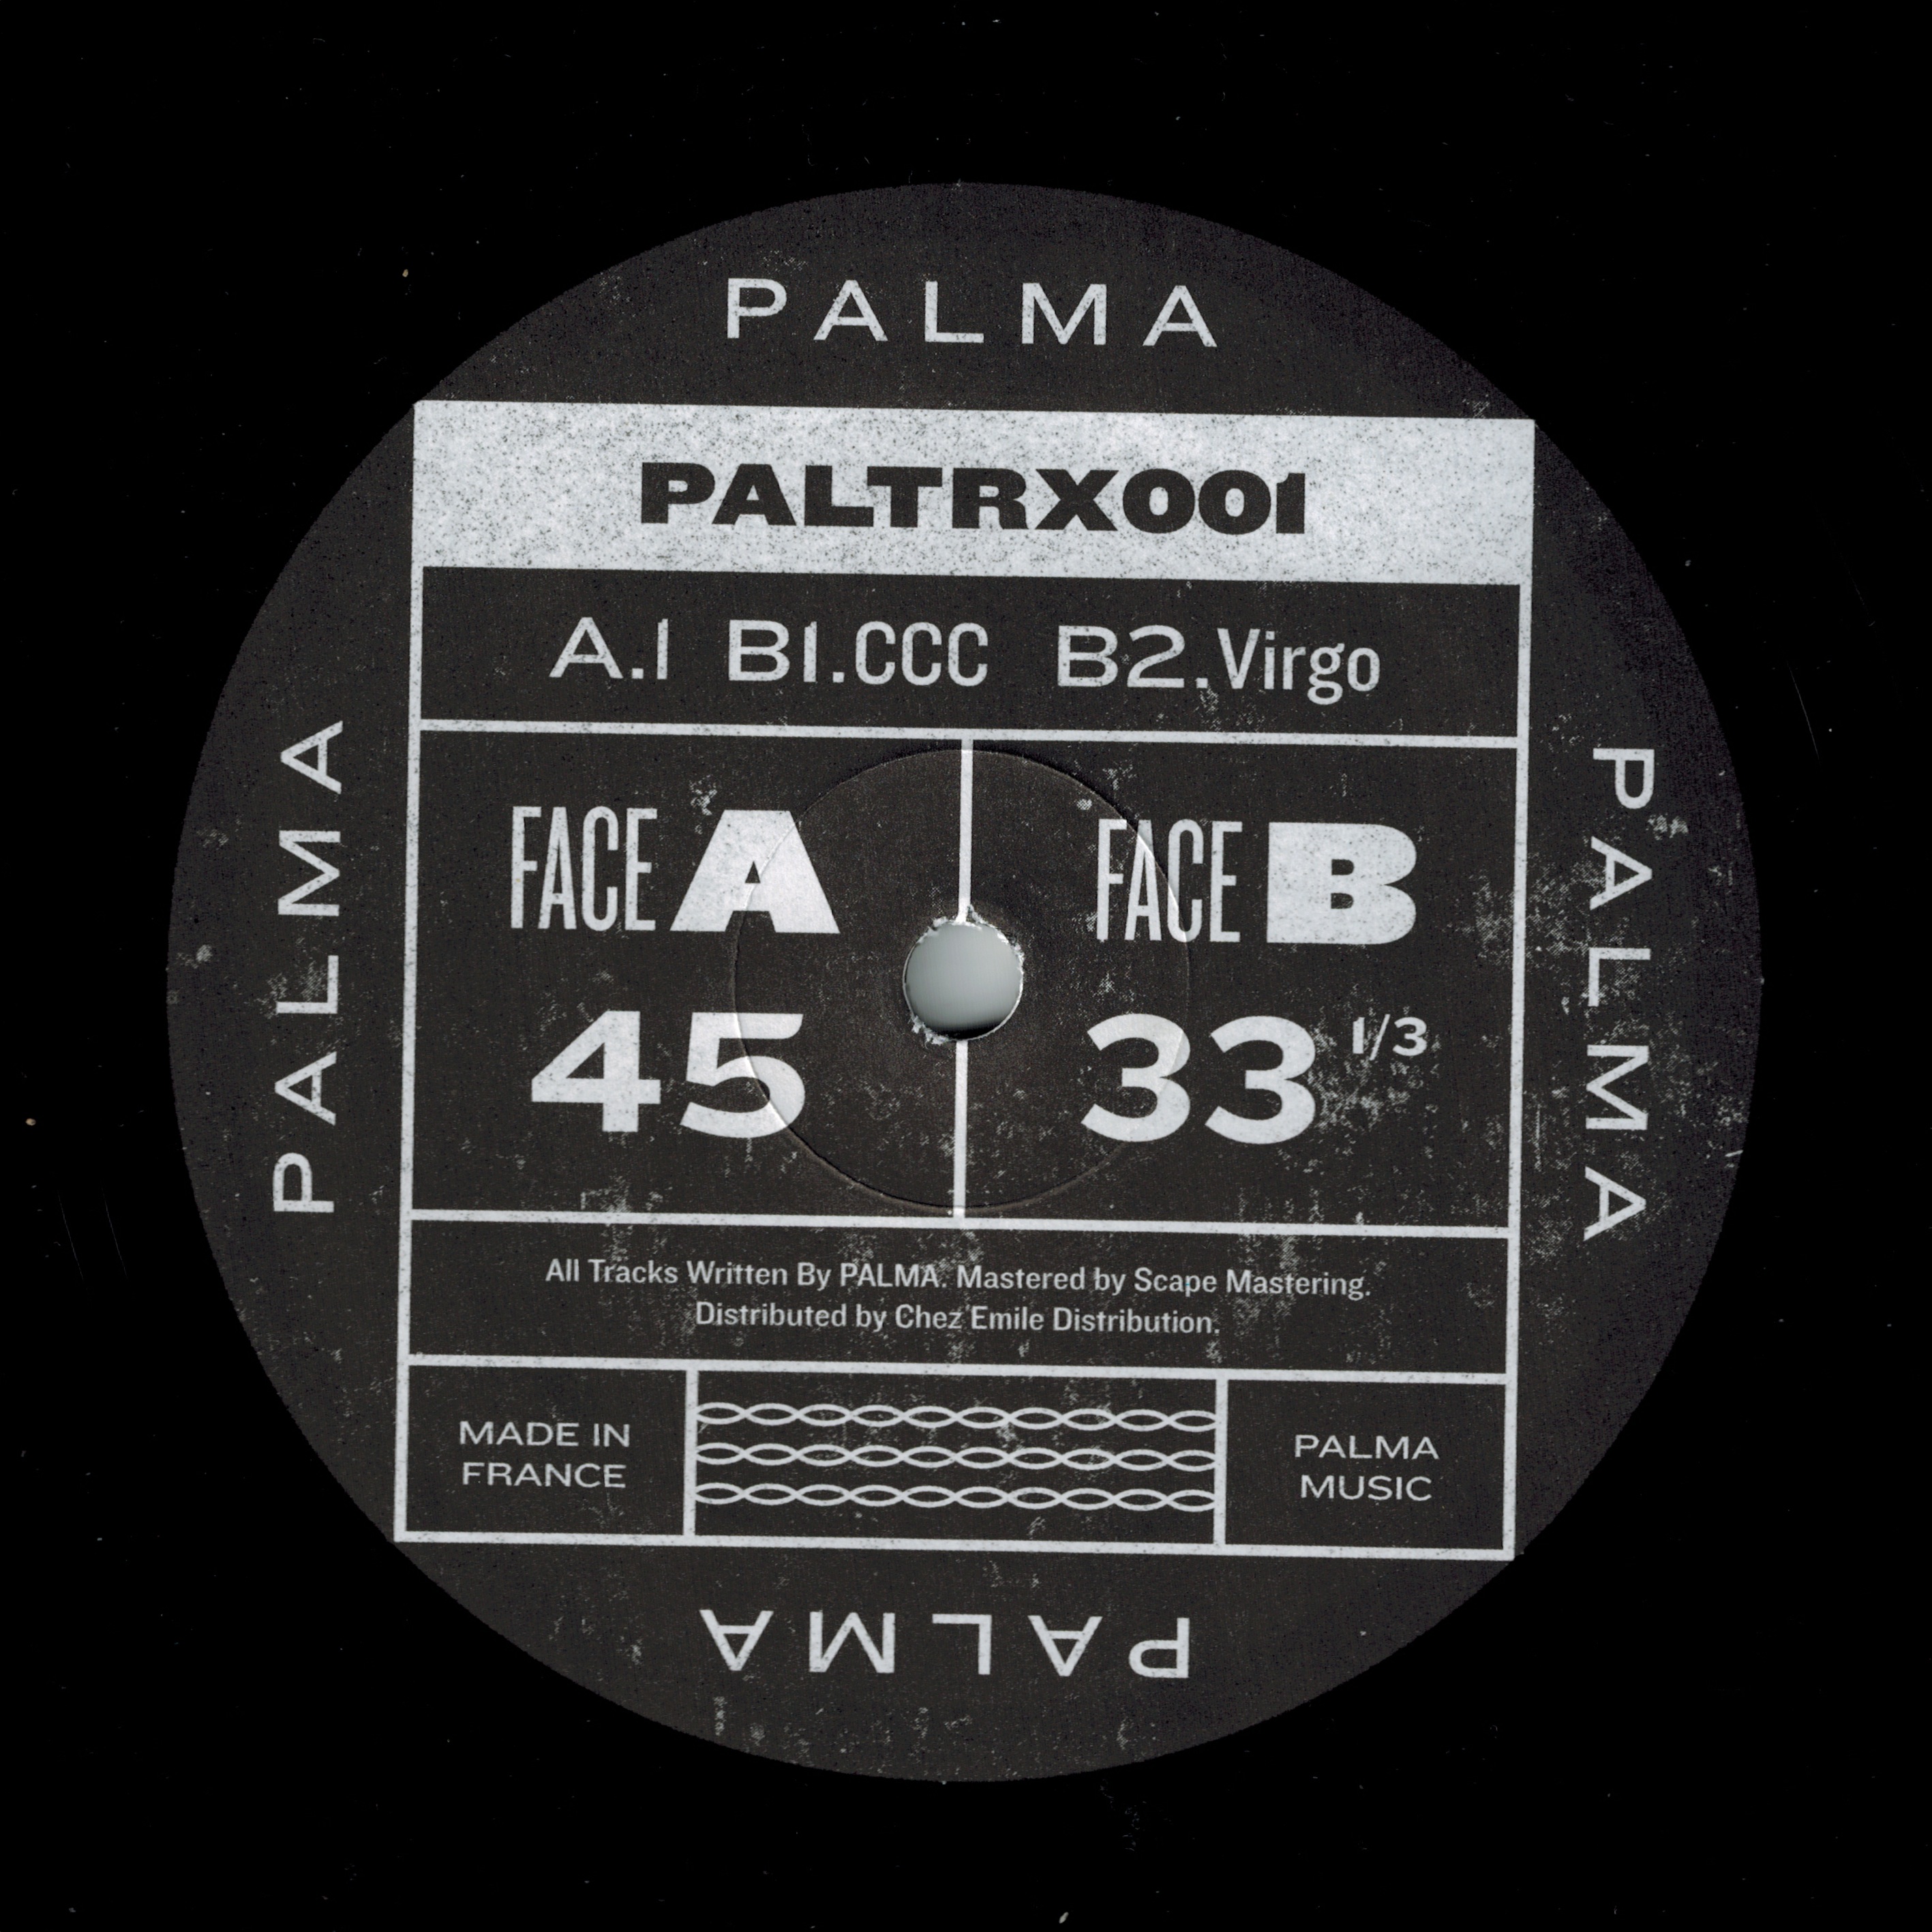 PALMA
PALTRX001
A.I B1.CCC B2.Virgo
FACE A
FACE B
45
33 1/3
PALMA
PALMA
All Tracks Written By PALMA. Mastered by Scape Mastering.
Distributed by Chez Emile Distribution.
MADE IN
FRANCE
PALMA
MUSIC
PALMA